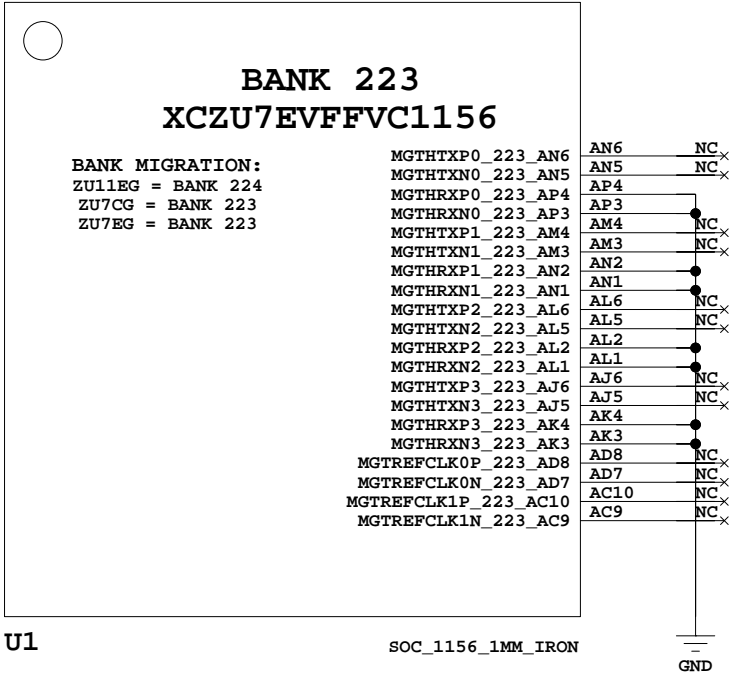 BANK 223
XCZU7EVFFVC1156
BANK MIGRATION:
ZU11EG = BANK 224
ZU7CG = BANK 223
ZU7EG = BANK 223
MGTHTXP0_223_AN6 AN6 NC
MGTHTXN0_223_AN5 AN5 NC
MGTHRXP0_223_AP4 AP4
MGTHRXN0_223_AP3 AP3
MGTHTXP1_223_AM4 AM4 NC
MGTHTXN1_223_AM3 AM3 NC
MGTHRXP1_223_AN2 AN2
MGTHRXN1_223_AN1 AN1
MGTHTXP2_223_AL6 AL6 NC
MGTHTXN2_223_AL5 AL5 NC
MGTHRXP2_223_AL2 AL2
MGTHRXN2_223_AL1 AL1
MGTHTXP3_223_AJ6 AJ6 NC
MGTHTXN3_223_AJ5 AJ5 NC
MGTHRXP3_223_AK4 AK4
MGTHRXN3_223_AK3 AK3
MGTREFCLK0P_223_AD8 AD8 NC
MGTREFCLK0N_223_AD7 AD7 NC
MGTREFCLK1P_223_AC10 AC10 NC
MGTREFCLK1N_223_AC9 AC9 NC
U1
SOC_1156_1MM_IRON
GND